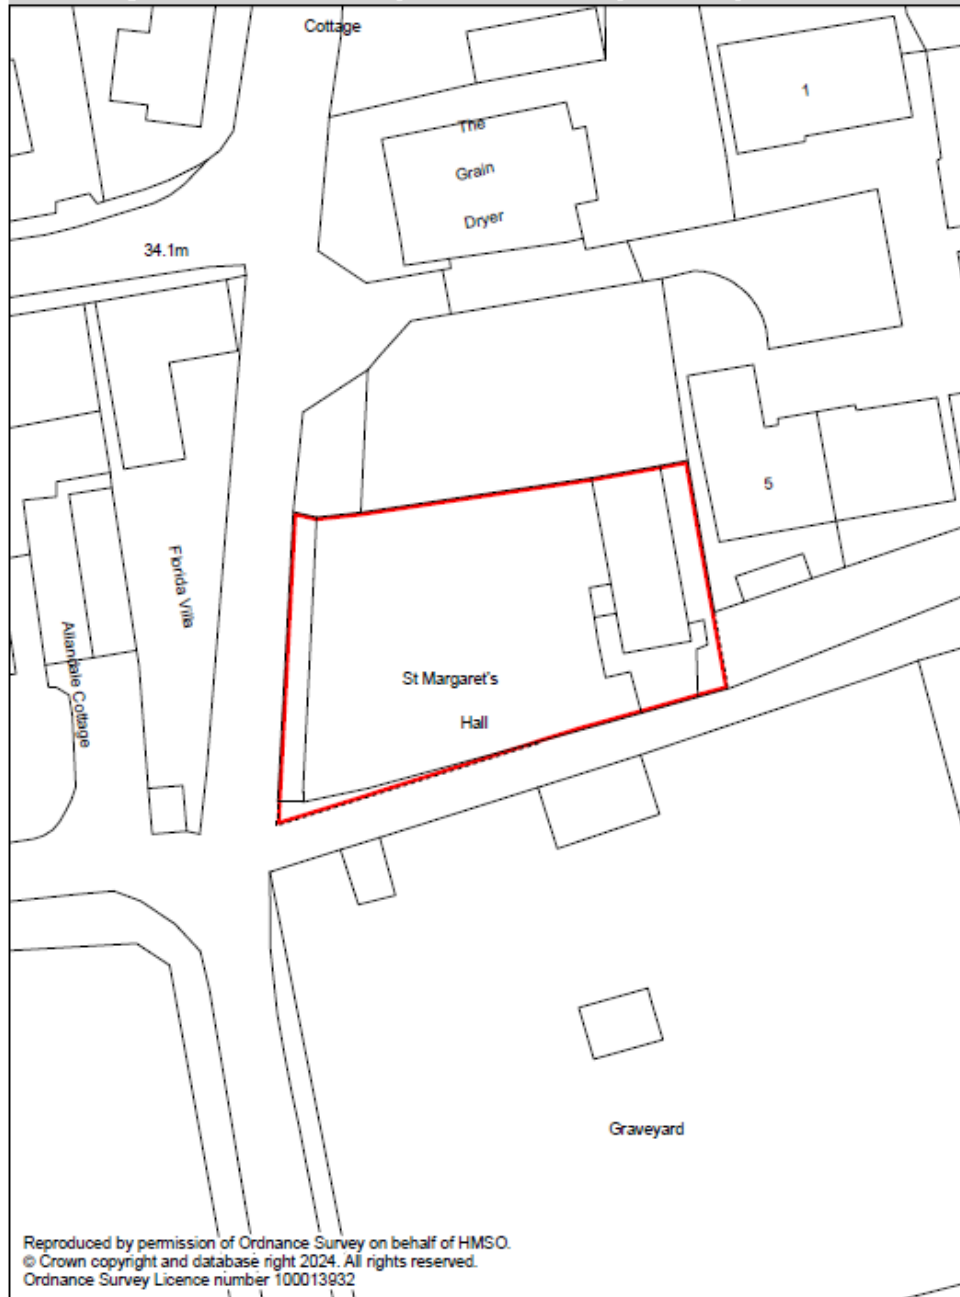 Cottage
1
The
Grain
Dryer
34.1m
5
Florida Villa
Allandale Cottage
St Margaret's
Hall
Graveyard
Reproduced by permission of Ordnance Survey on behalf of HMSO.
© Crown copyright and database right 2024. All rights reserved.
Ordnance Survey Licence number 100013932